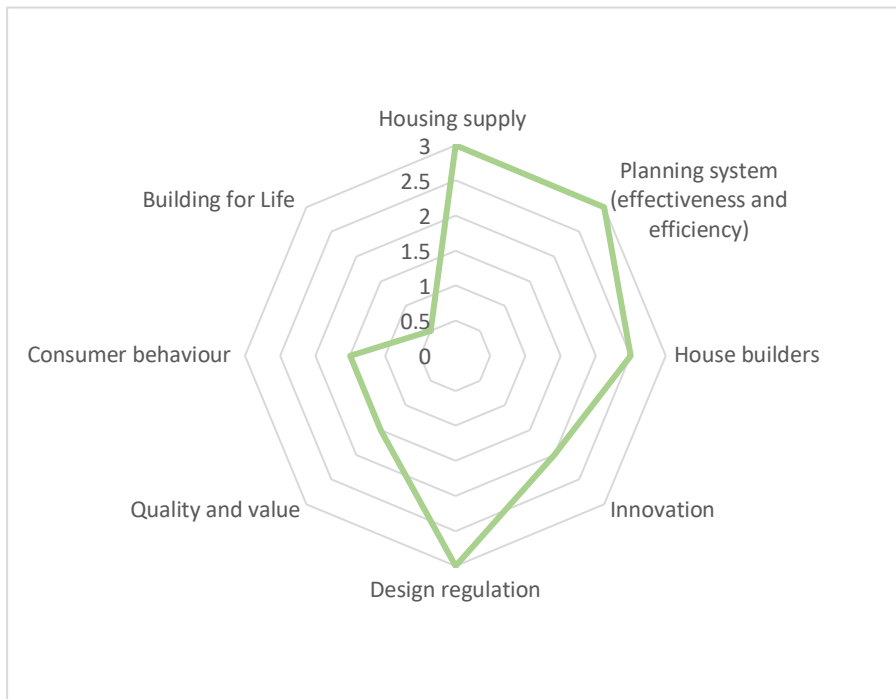 Housing supply
3
Planning system
(effectiveness and
efficiency)
2.5
Building for Life
2
1.5
1
0.5
Consumer behaviour
0
House builders
Quality and value
Innovation
Design regulation